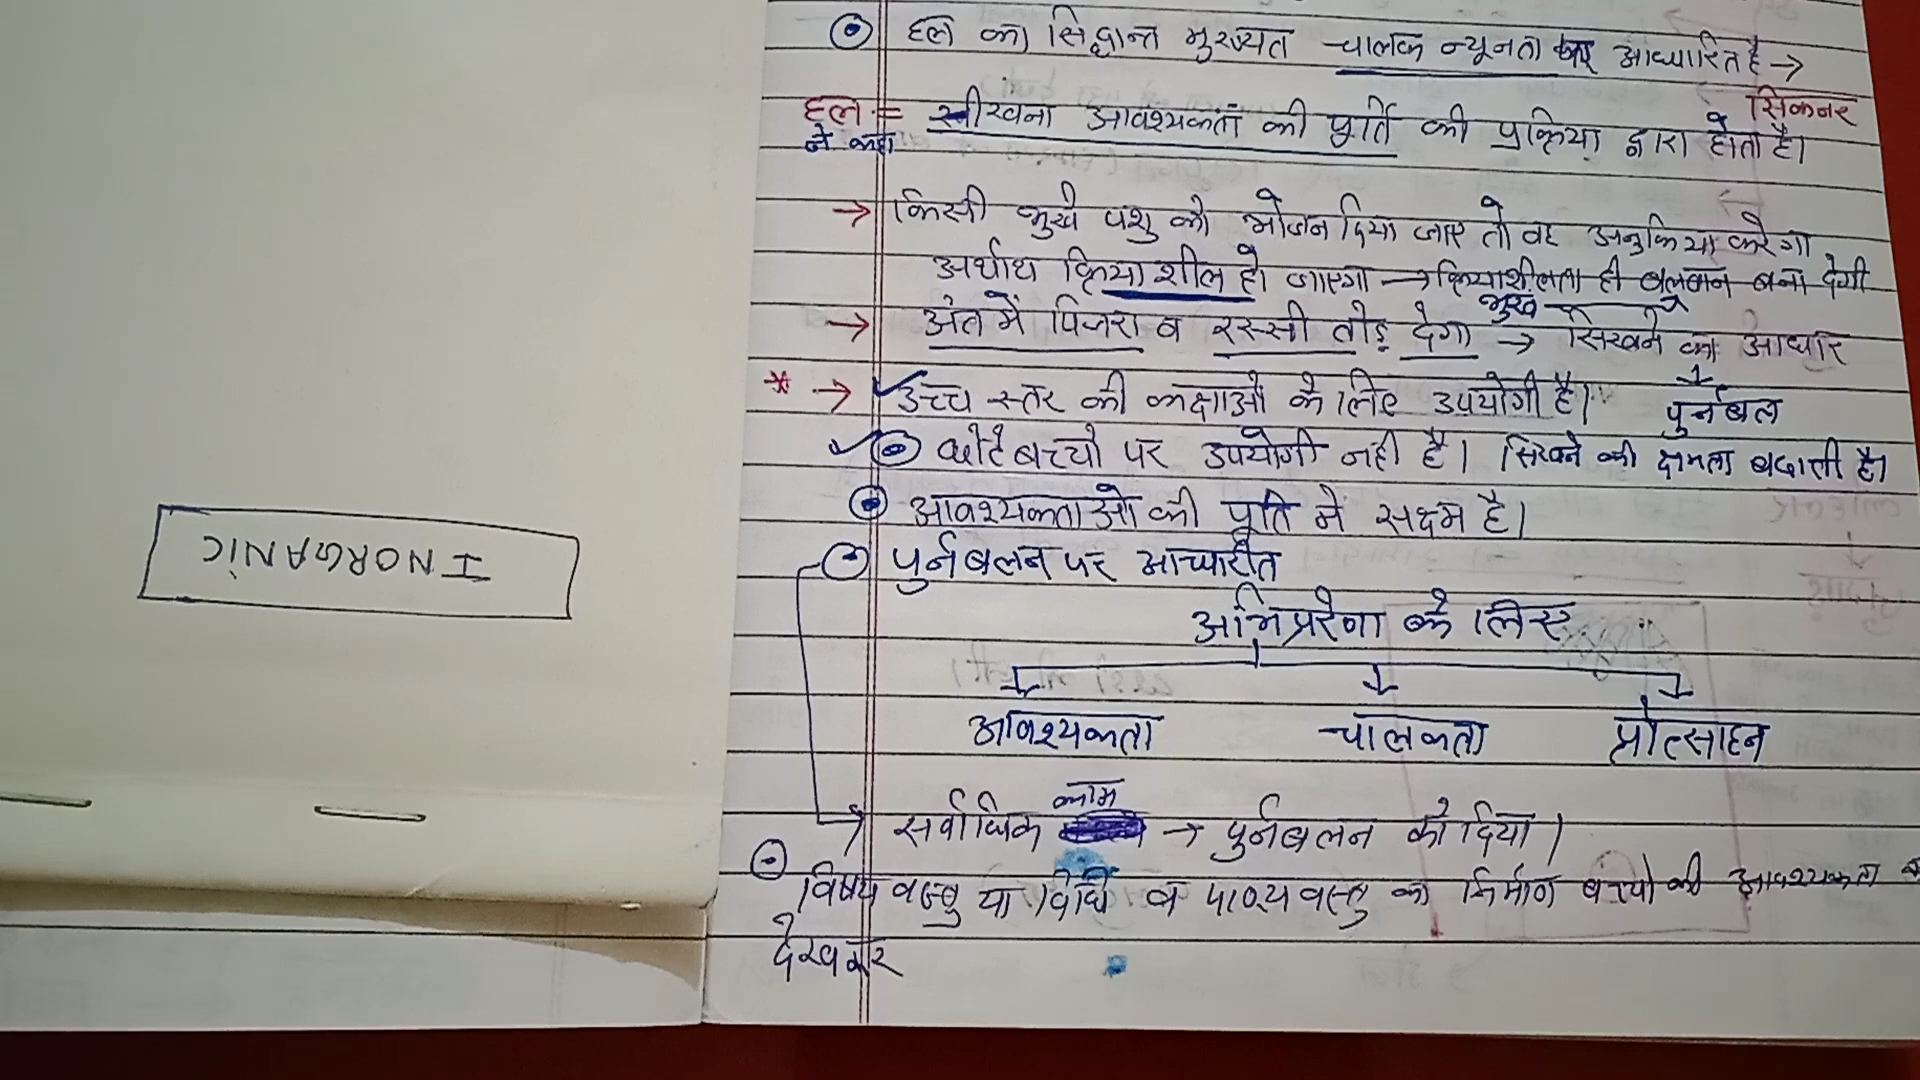 INORGANIC
हल का सिद्धान्त मुख्यत चालक न्यूनता पर आधारित है →
सिकनर
हल = सीखना आवश्यकता की पूर्ति की प्रक्रिया द्वारा होता है।
ने कहा
→ किसी भुखे पशु को भोजन दिया जाए तो वह अनुक्रिया करेगा
अर्थाथ क्रियाशील हो जाएगा → क्रियाशीलता ही बलबान बना देगी
भुख
→ अंत में पिंजरा व रस्सी तोड़ देगा → सिखने का आधार
* → उच्च स्तर की कक्षाओ के लिए उपयोगी है। पुर्नबल
छोटे बच्चो पर उपयोगी नही है। सिखने की क्षमता बढाती है।
आवश्यकताओ की पूर्ति में सक्षम है।
पुर्नबलन पर आधारीत
अभिप्ररेणा के लिए
आवश्यकता चालकता प्रोत्साहन
काम
सर्वाधिक → पुर्नबलन को दिया।
विषय वस्तु या विधि व पाठ्य वस्तु का निर्माण बच्चो की आवश्यकता
देखकर